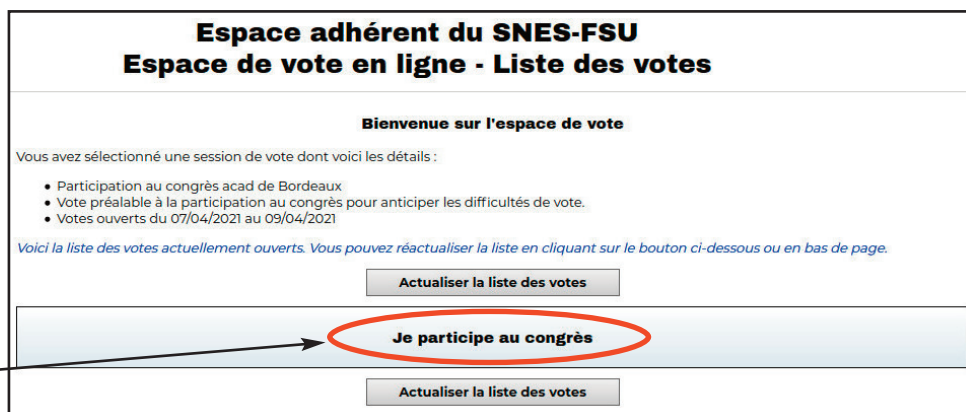 Espace adhérent du SNES-FSU
Espace de vote en ligne - Liste des votes
Bienvenue sur l'espace de vote
Vous avez sélectionné une session de vote dont voici les détails :
• Participation au congrès acad de Bordeaux
• Vote préalable à la participation au congrès pour anticiper les difficultés de vote.
• Votes ouverts du 07/04/2021 au 09/04/2021
Voici la liste des votes actuellement ouverts. Vous pouvez réactualiser la liste en cliquant sur le bouton ci-dessous ou en bas de page.
Actualiser la liste des votes
Je participe au congrès
Actualiser la liste des votes